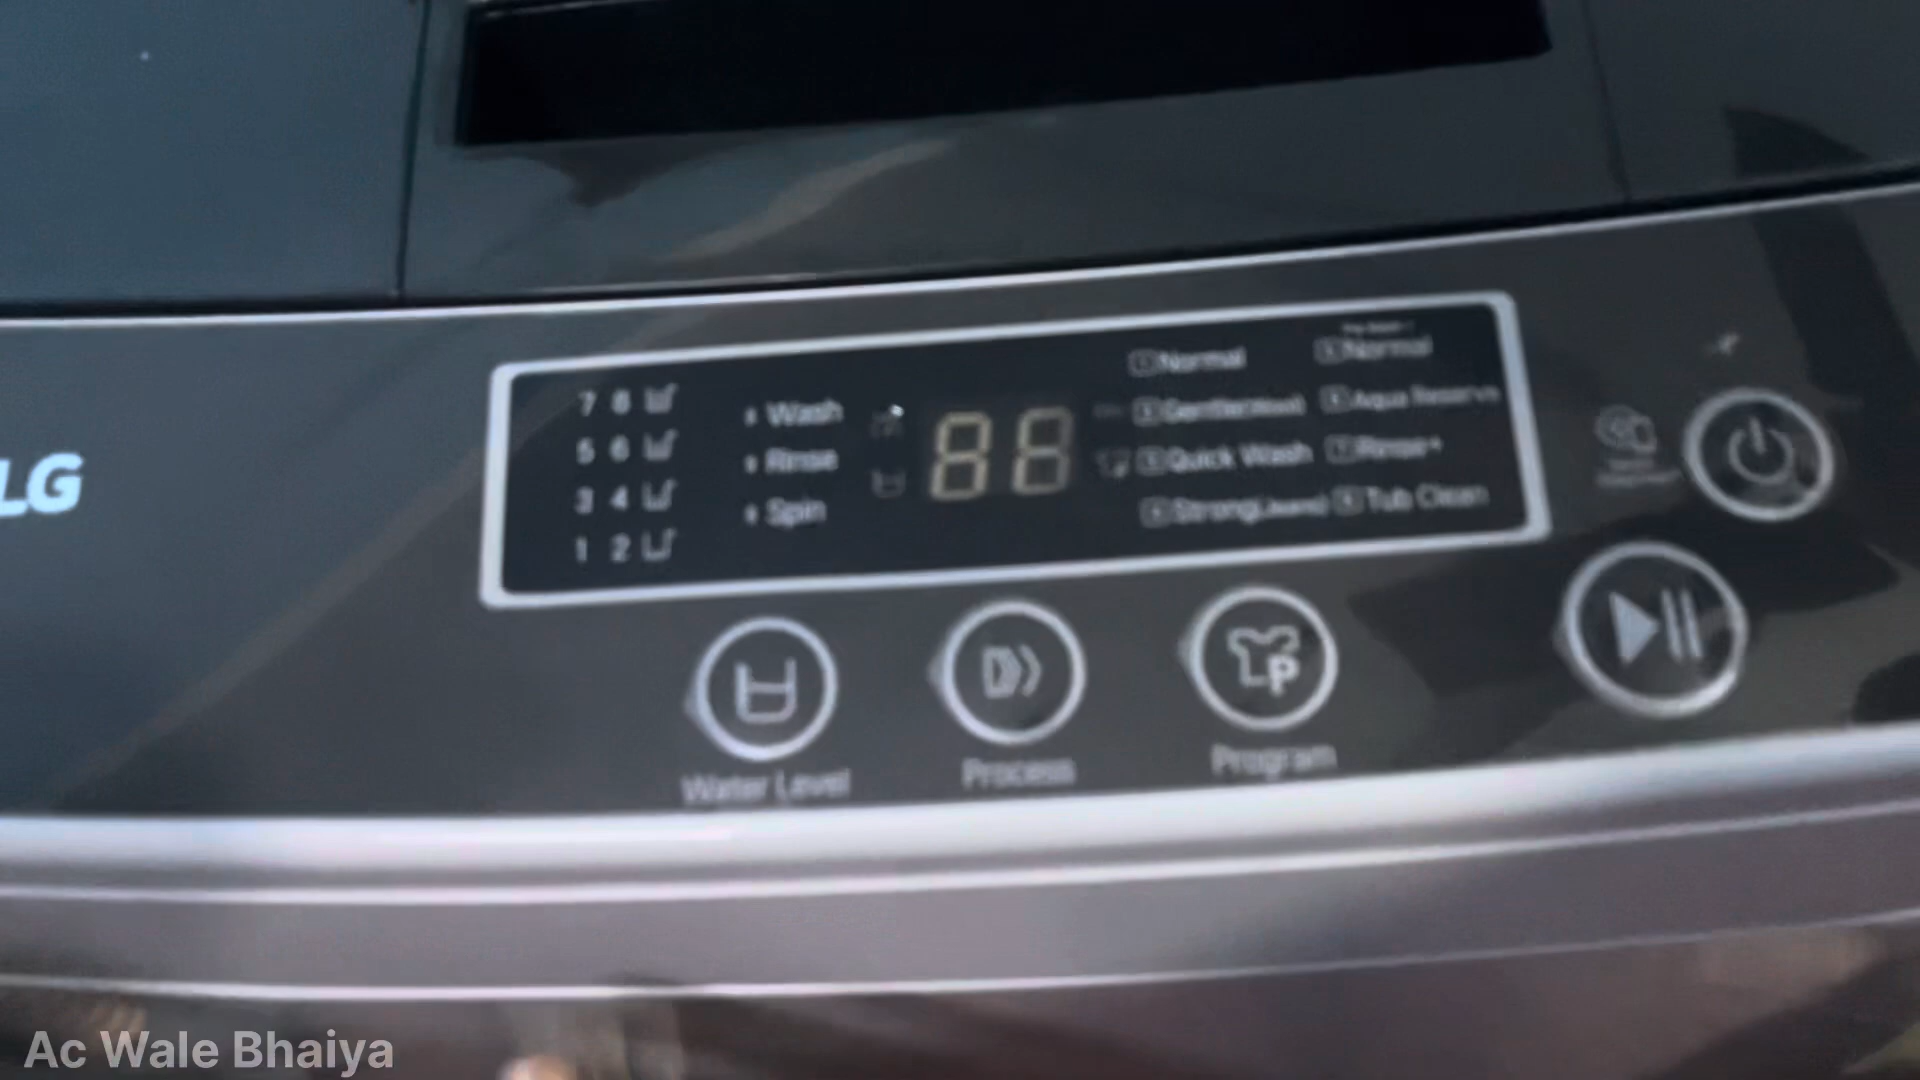 LG
7 8
5 6
3 4
1 2
Wash
Rinse
Spin
88
Normal
Gentle(Wool)
Quick Wash
Strong(Jeans)
Normal
Aqua Reserve
Rinse+
Tub Clean
Water Level
Process
Program
Ac Wale Bhaiya